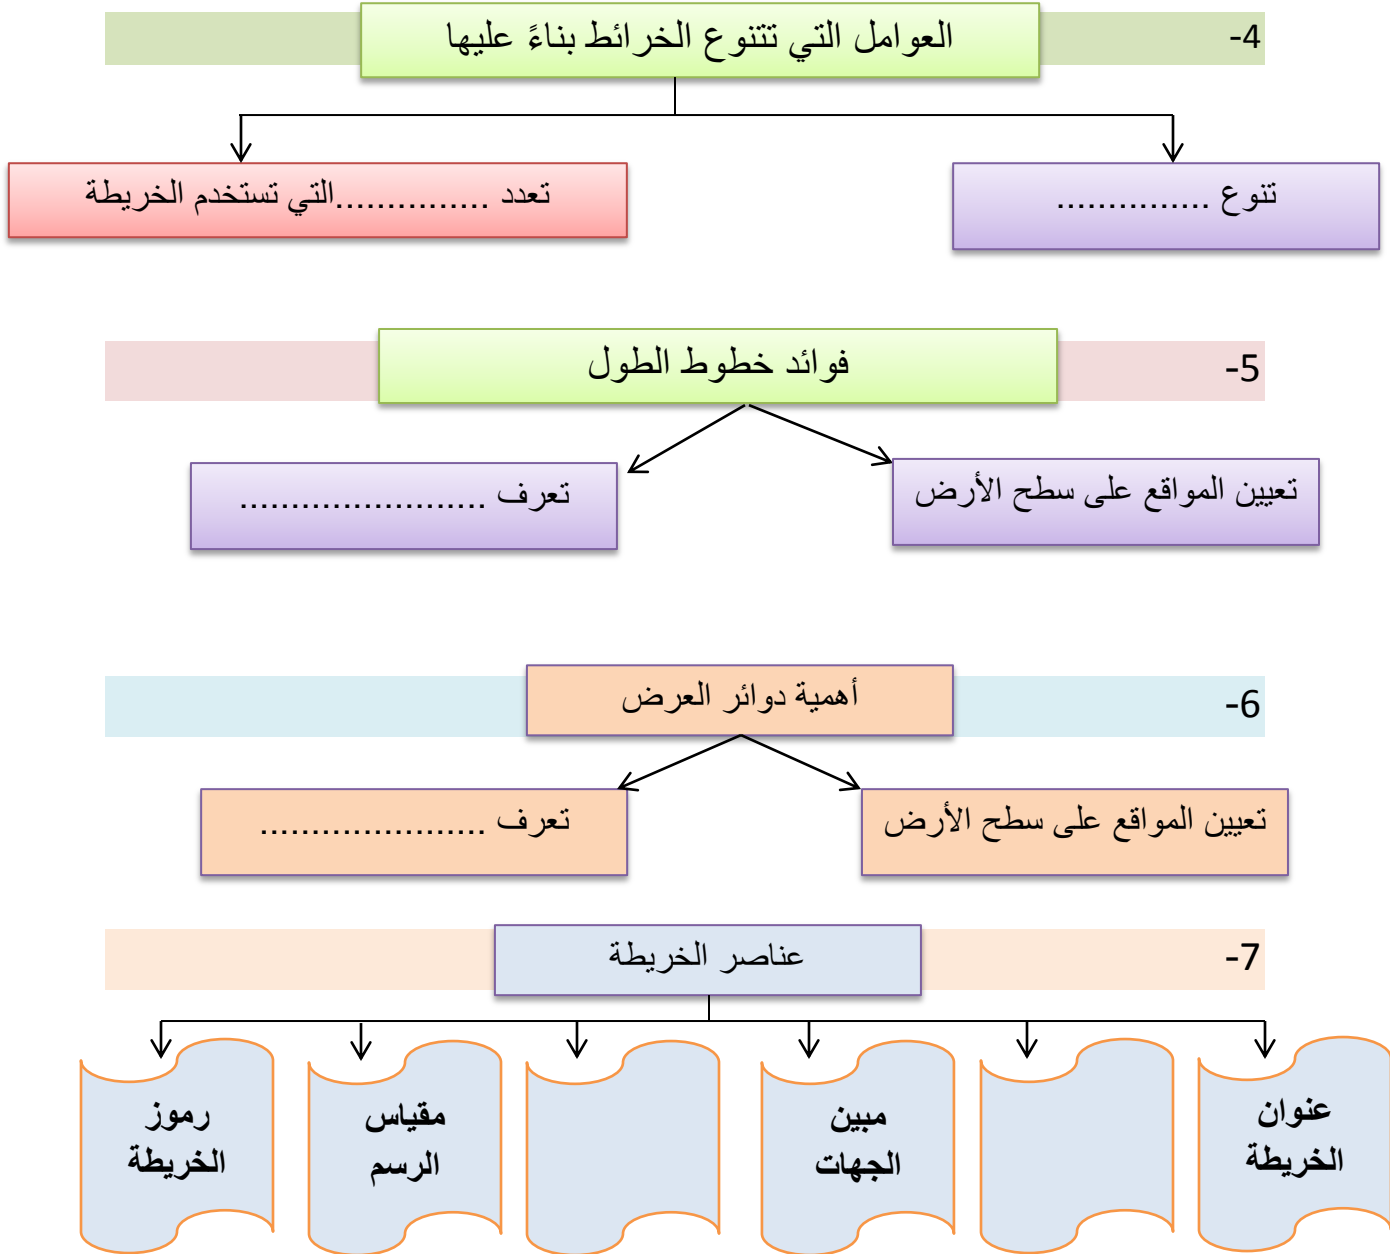 4-
العوامل التي تتنوع الخرائط بناءً عليها
تنوع ...............
تعدد ...............التي تستخدم الخريطة
5-
فوائد خطوط الطول
تعيين المواقع على سطح الأرض
تعرف ........................
6-
أهمية دوائر العرض
تعيين المواقع على سطح الأرض
تعرف ......................
7-
عناصر الخريطة
عنوان
الخريطة
مبين
الجهات
مقياس
الرسم
رموز
الخريطة